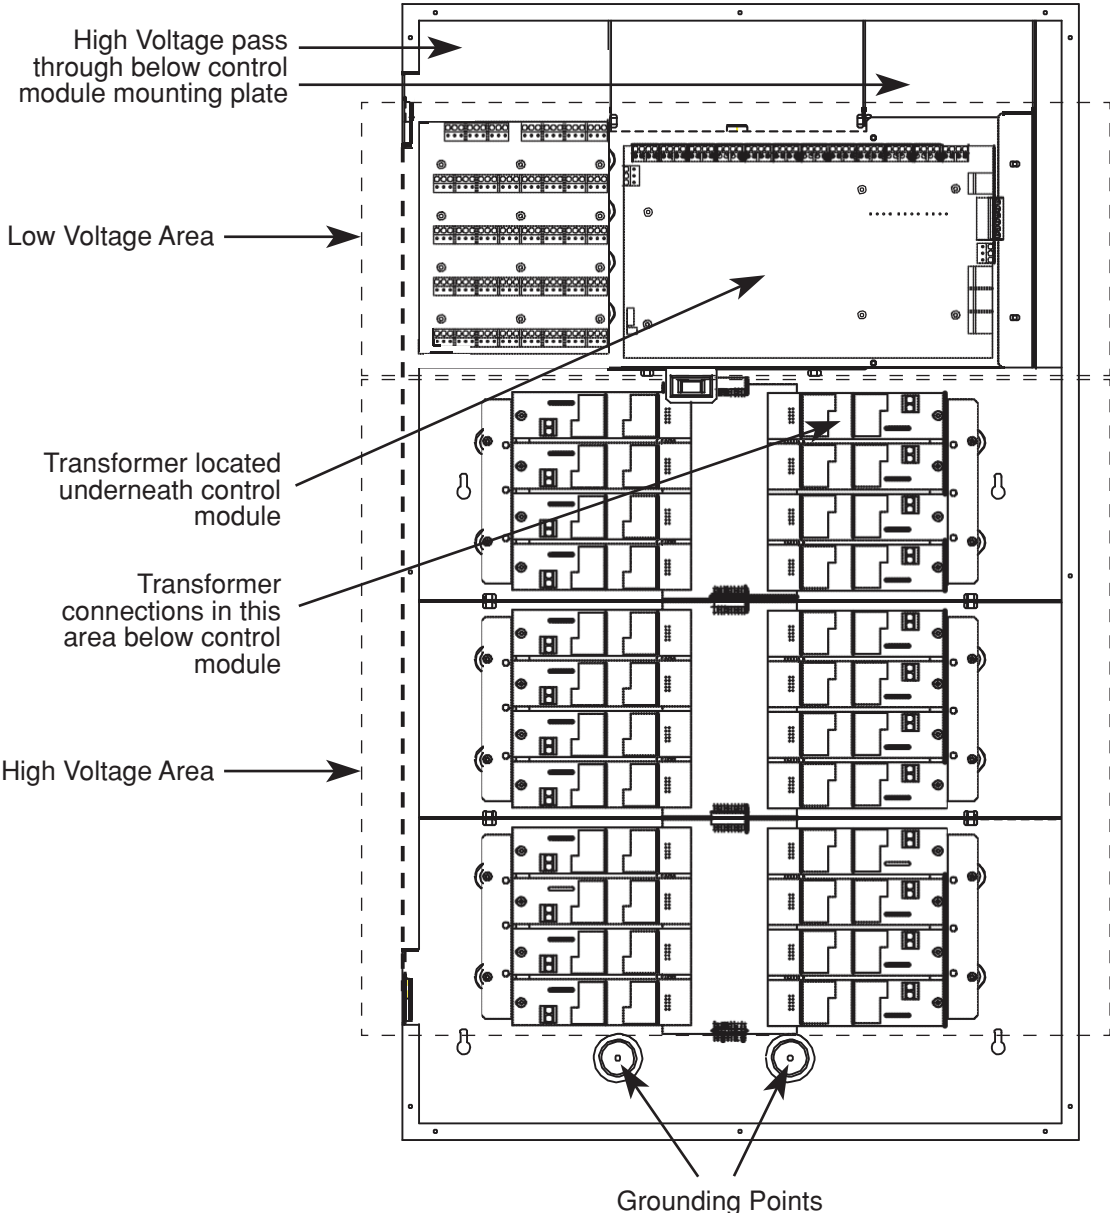 High Voltage pass
through below control
module mounting plate
Low Voltage Area
Transformer located
underneath control
module
Transformer
connections in this
area below control
module
High Voltage Area
Grounding Points